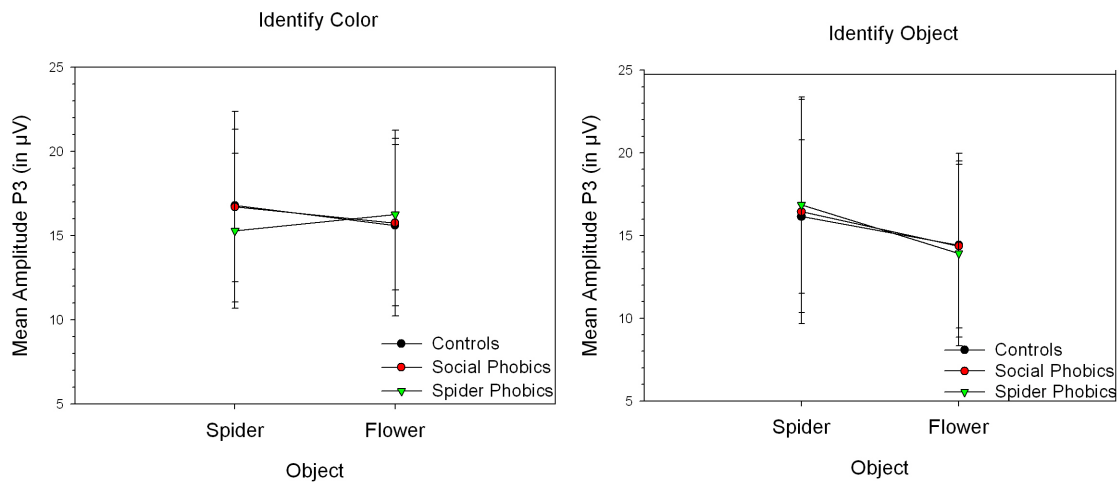 Identify Color
Mean Amplitude P3 (in µV)
25
20
15
10
5
Controls
Social Phobics
Spider Phobics
Spider
Flower
Object
Identify Object
Mean Amplitude P3 (in µV)
25
20
15
10
5
Controls
Social Phobics
Spider Phobics
Spider
Flower
Object